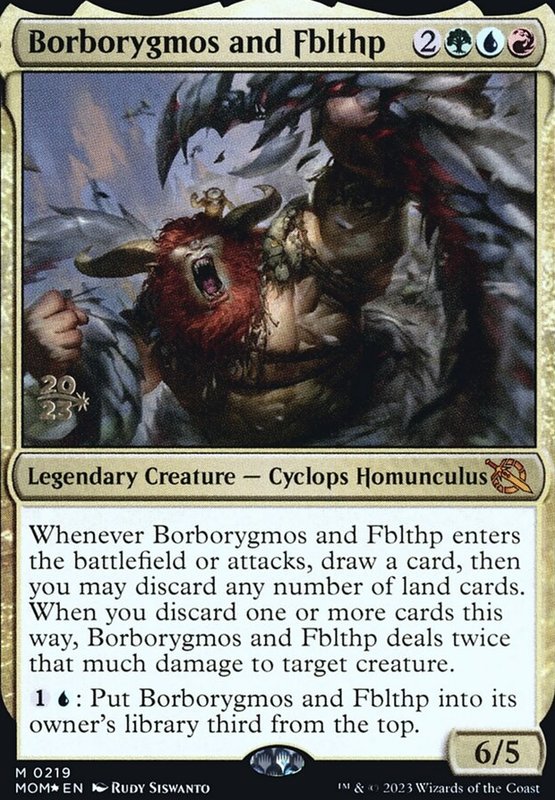 Borborygmos and Fblthp 2
20
23
Legendary Creature — Cyclops Homunculus
Whenever Borborygmos and Fblthp enters
the battlefield or attacks, draw a card, then
you may discard any number of land cards.
When you discard one or more cards this
way, Borborygmos and Fblthp deals twice
that much damage to target creature.
1 : Put Borborygmos and Fblthp into its
owner's library third from the top.
6/5
M 0219
MOM★EN Rudy Siswanto
™ & © 2023 Wizards of the Coast